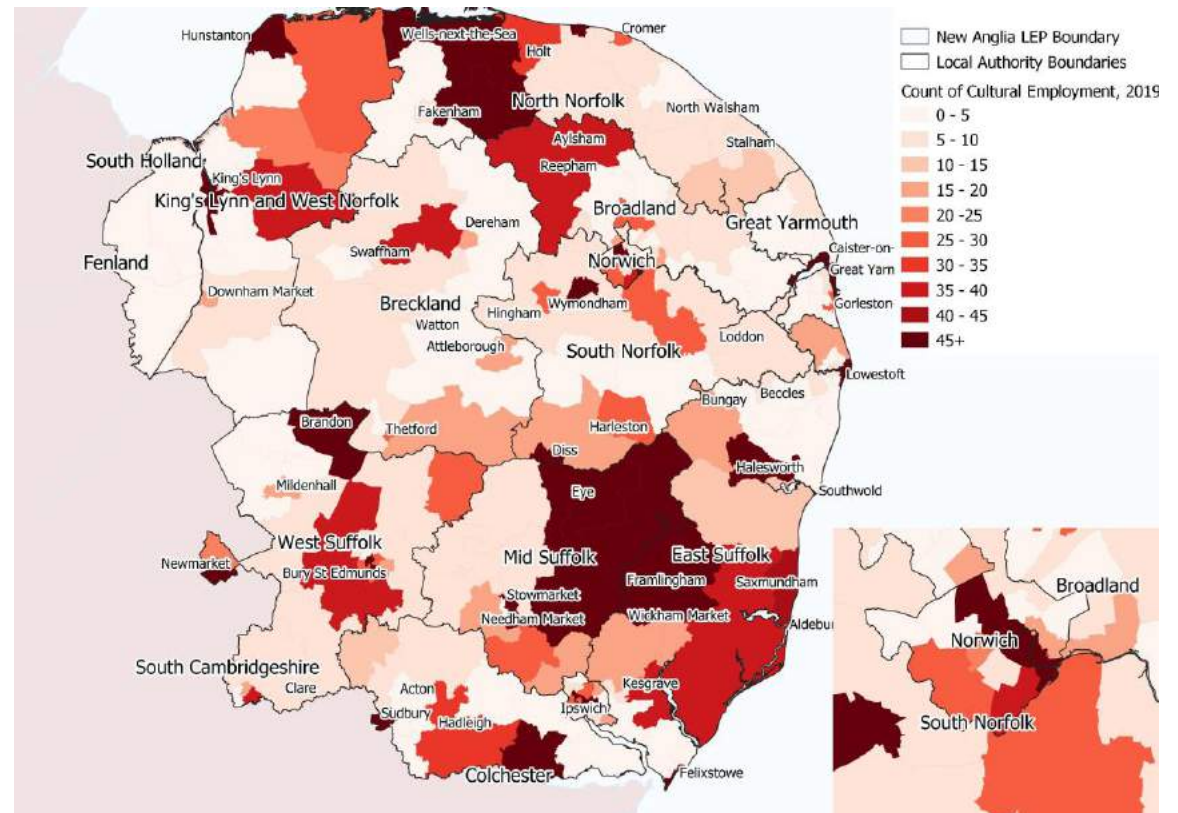 Hunstanton
Wells-next-the-Sea
Cromer
Holt
North Norfolk
Fakenham
North Walsham
Aylsham
Stalham
Reepham
South Holland
King's Lynn
King's Lynn and West Norfolk
Broadland
Dereham
Great Yarmouth
Swaffham
Caister-on-
Norwich
Great Yarn
Fenland
Downham Market
Wymondham
Gorleston
Breckland
Hingham
Watton
Loddon
Attleborough
South Norfolk
Lowestoft
Beccles
Bungay
Brandon
Thetford
Harleston
Diss
Halesworth
Mildenhall
Eye
Southwold
West Suffolk
Mid Suffolk
East Suffolk
Newmarket
Bury St Edmunds
Framlingham
Saxmundham
Stowmarket
Needham Market
Wickham Market
Aldebu
South Cambridgeshire
Clare
Acton
Kesgrave
Sudbury
Ipswich
Hadleigh
Colchester
Felixstowe
New Anglia LEP Boundary
Local Authority Boundaries
Count of Cultural Employment, 2019
0 - 5
5 - 10
10 - 15
15 - 20
20 -25
25 - 30
30 - 35
35 - 40
40 - 45
45+
Broadland
Norwich
South Norfolk